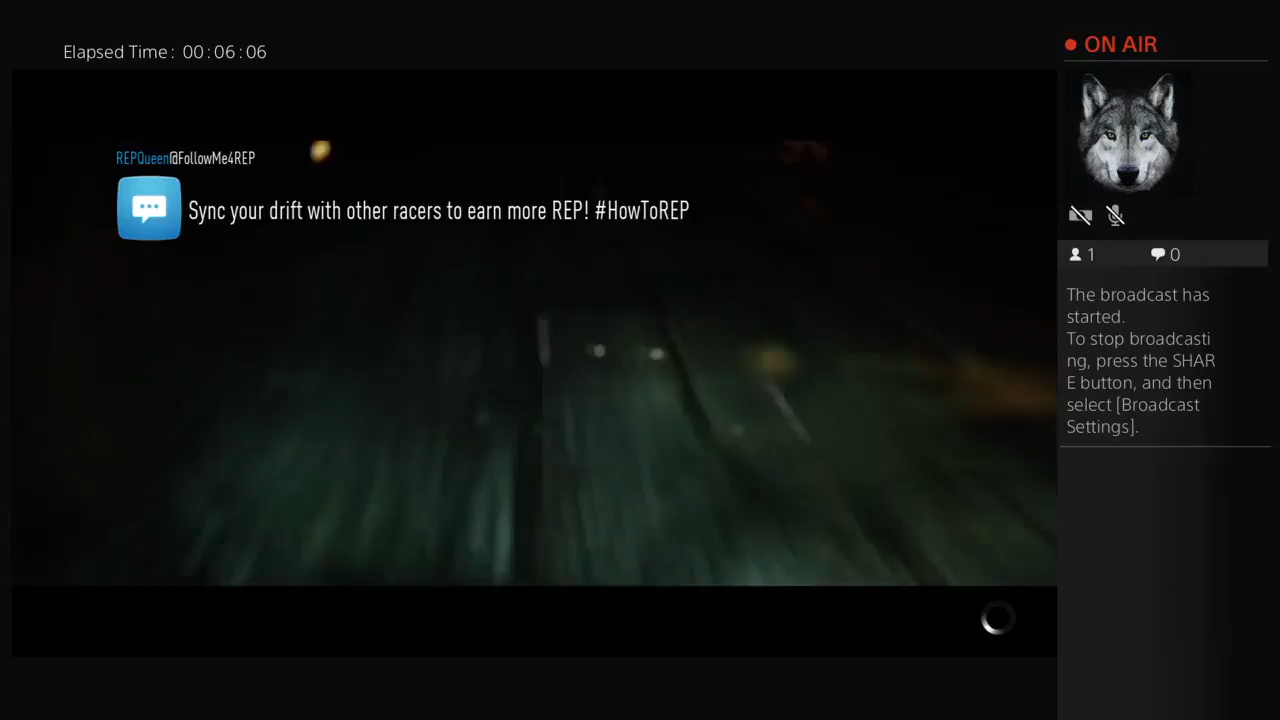 Elapsed Time: 00:06:06
ON AIR
REPQueen@FollowMe4REP
Sync your drift with other racers to earn more REP! #HowToREP
1 0
The broadcast has
started.
To stop broadcasti
ng, press the SHAR
E button, and then
select [Broadcast
Settings].